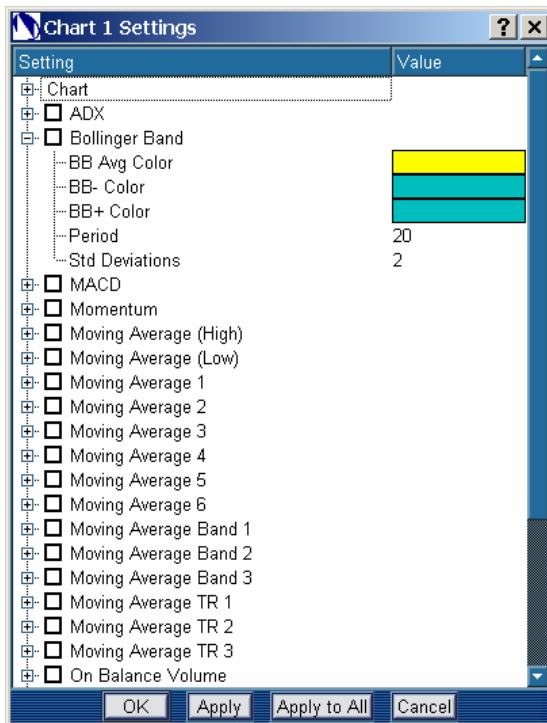 Chart 1 Settings ? ×
Setting Value
Chart
ADX
Bollinger Band
BB Avg Color
BB- Color
BB+ Color
Period 20
Std Deviations 2
MACD
Momentum
Moving Average (High)
Moving Average (Low)
Moving Average 1
Moving Average 2
Moving Average 3
Moving Average 4
Moving Average 5
Moving Average 6
Moving Average Band 1
Moving Average Band 2
Moving Average Band 3
Moving Average TR 1
Moving Average TR 2
Moving Average TR 3
On Balance Volume
OK Apply Apply to All Cancel